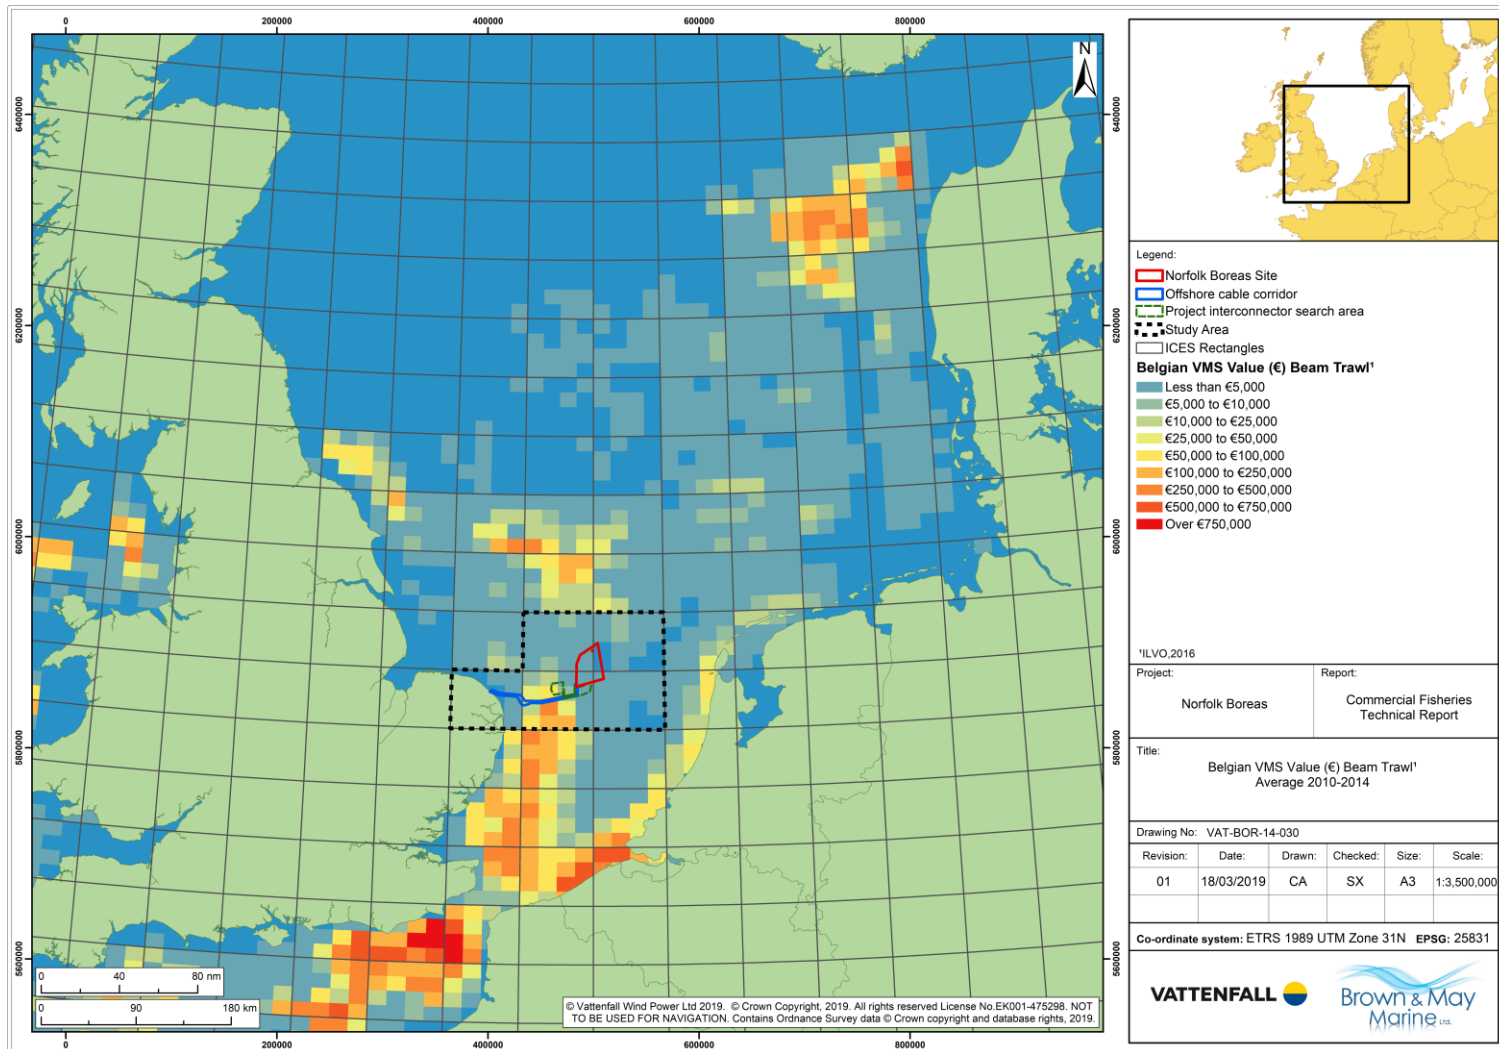 0
200000
400000
600000
800000
N
6400000
6400000
6200000
6200000
6000000
6000000
5800000
5800000
5600000
5600000
0 40 80 nm
0 90 180 km
© Vattenfall Wind Power Ltd 2019. © Crown Copyright, 2019. All rights reserved License No.EK001-475298. NOT
TO BE USED FOR NAVIGATION. Contains Ordnance Survey data © Crown copyright and database rights, 2019.
0
200000
400000
600000
800000
Legend:
Norfolk Boreas Site
Offshore cable corridor
Project interconnector search area
Study Area
ICES Rectangles
Belgian VMS Value (€) Beam Trawl¹
Less than €5,000
€5,000 to €10,000
€10,000 to €25,000
€25,000 to €50,000
€50,000 to €100,000
€100,000 to €250,000
€250,000 to €500,000
€500,000 to €750,000
Over €750,000
¹ILVO,2016
Project:
Norfolk Boreas
Report:
Commercial Fisheries
Technical Report
Title:
Belgian VMS Value (€) Beam Trawl¹
Average 2010-2014
Drawing No: VAT-BOR-14-030
Revision: Date: Drawn: Checked: Size: Scale:
01 18/03/2019 CA SX A3 1:3,500,000
Co-ordinate system: ETRS 1989 UTM Zone 31N EPSG: 25831
VATTENFALL
Brown & May
Marine Ltd.